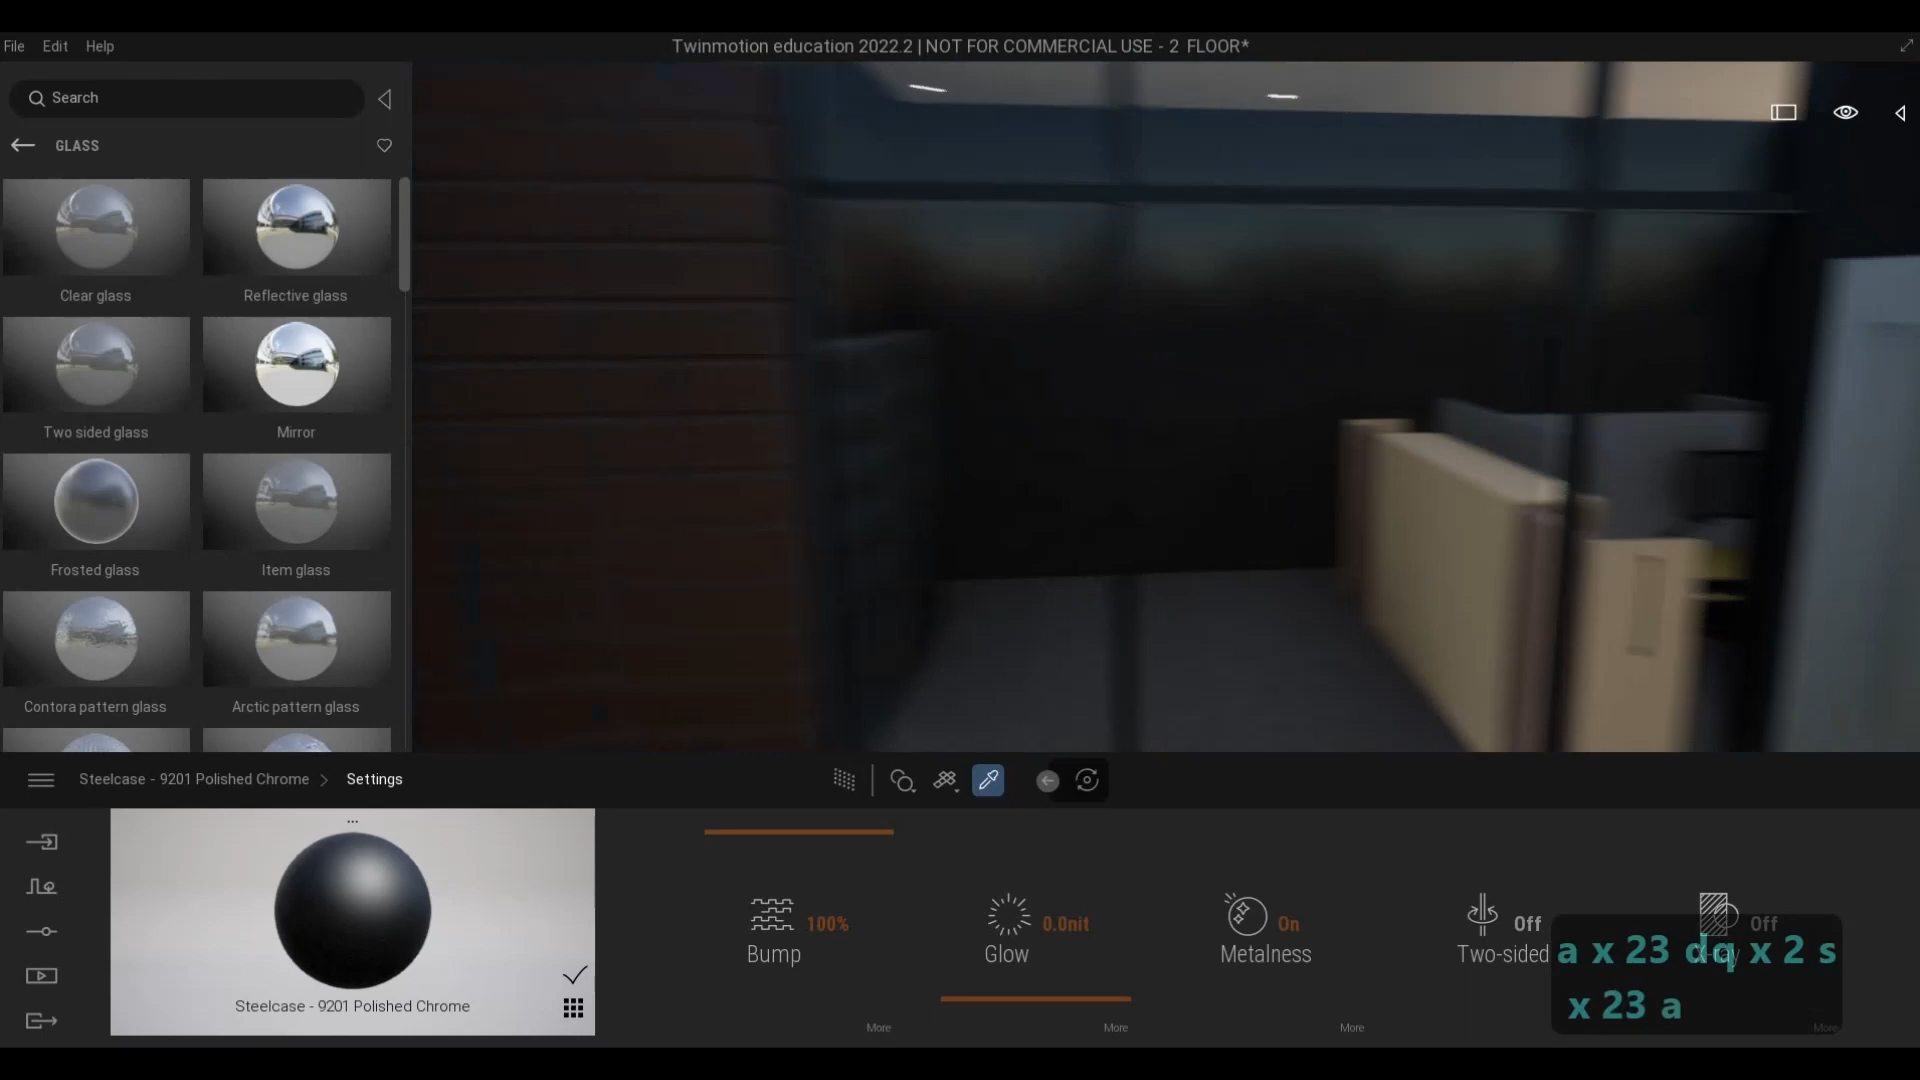 File Edit Help
Twinmotion education 2022.2 | NOT FOR COMMERCIAL USE - 2 FLOOR*
Search
GLASS
Clear glass
Reflective glass
Two sided glass
Mirror
Frosted glass
Item glass
Contora pattern glass
Arctic pattern glass
Steelcase - 9201 Polished Chrome
Settings
...
Steelcase - 9201 Polished Chrome
100%
Bump
More
0.0nit
Glow
More
On
Metalness
More
Off
Two-sided
Off
X-ray
More
a x 23 dq x 2 s
x 23 a